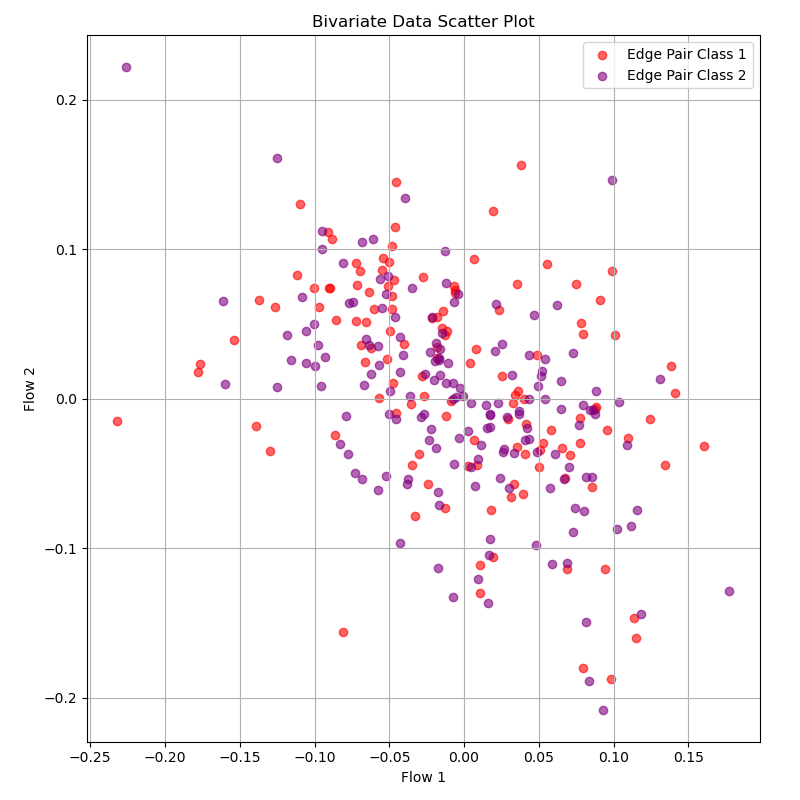 Bivariate Data Scatter Plot
Edge Pair Class 1
Edge Pair Class 2
Flow 2
0.2
0.1
0.0
−0.1
−0.2
−0.25 −0.20 −0.15 −0.10 −0.05 0.00 0.05 0.10 0.15
Flow 1